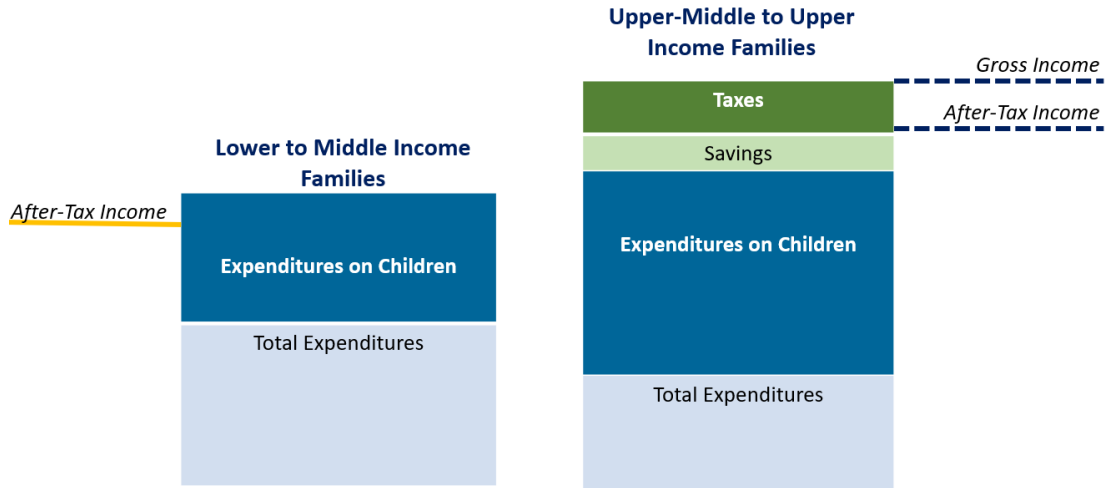 Lower to Middle Income
Families
After-Tax Income
Expenditures on Children
Total Expenditures
Upper-Middle to Upper
Income Families
Gross Income
Taxes
After-Tax Income
Savings
Expenditures on Children
Total Expenditures